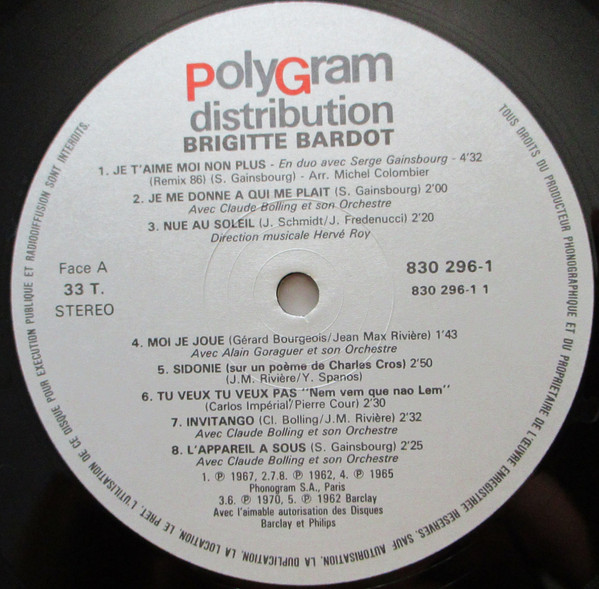 PolyGram
distribution
BRIGITTE BARDOT
1. JE T'AIME MOI NON PLUS - En duo avec Serge Gainsbourg - 4'32
(Remix 86) (S. Gainsbourg) - Arr. Michel Colombier
2. JE ME DONNE A QUI ME PLAIT (S. Gainsbourg) 2'00
Avec Claude Bolling et son Orchestre
3. NUE AU SOLEIL (J. Schmidt/J. Fredenucci) 2'20
Direction musicale Hervé Roy
Face A
33 T.
STEREO
830 296-1
830 296-1 1
4. MOI JE JOUE (Gérard Bourgeois/Jean Max Rivière) 1'43
Avec Alain Goraguer et son Orchestre
5. SIDONIE (sur un poème de Charles Cros) 2'50
(J.M. Rivière/Y. Spanos)
6. TU VEUX TU VEUX PAS "Nem vem que nao Lem"
(Carlos Impérial/Pierre Cour) 2'30
7. INVITANGO (Cl. Bolling/J.M. Rivière) 2'32
Avec Claude Bolling et son Orchestre
8. L'APPAREIL A SOUS (S. Gainsbourg) 2'25
Avec Claude Bolling et son Orchestre
1. ℗ 1967, 2.7.8. ℗ 1962, 4. ℗ 1965
Phonogram S.A., Paris
3.6. ℗ 1970, 5. ℗ 1962 Barclay
Avec l'aimable autorisation des Disques
Barclay et Philips
TOUS DROITS DU PRODUCTEUR PHONOGRAPHIQUE ET DU PROPRIETAIRE DE L'ŒUVRE ENREGISTREE RESERVES. SAUF AUTORISATION, LA DUPLICATION, LA LOCATION, LE PRET, L'UTILISATION DE CE DISQUE POUR EXECUTION PUBLIQUE ET RADIODIFFUSION SONT INTERDITS.